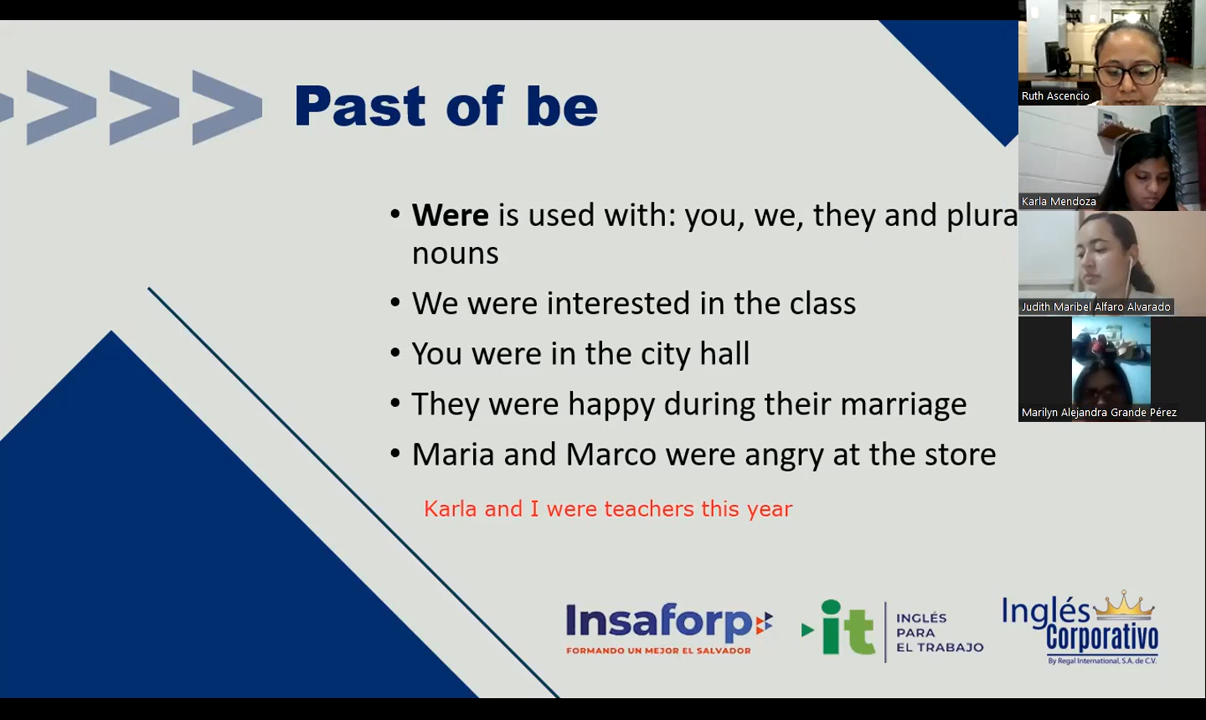 Past of be
• Were is used with: you, we, they and plura
nouns
• We were interested in the class
• You were in the city hall
• They were happy during their marriage
• Maria and Marco were angry at the store
Karla and I were teachers this year
Ruth Ascencio
Karla Mendoza
Judith Maribel Alfaro Alvarado
Marilyn Alejandra Grande Pérez
Insaforp
FORMANDO UN MEJOR EL SALVADOR
it
INGLÉS
PARA
EL TRABAJO
Inglés
Corporativo
By Regal International, S.A. de C.V.